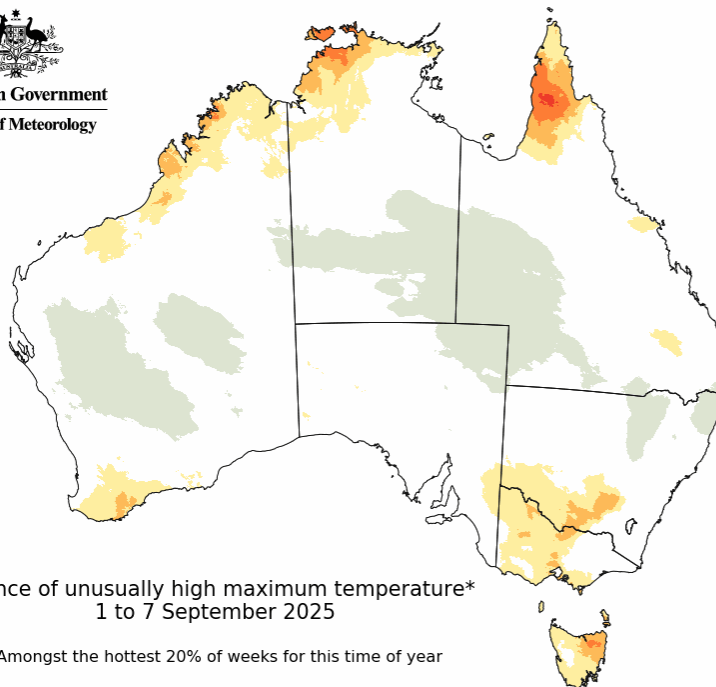 n Government
f Meteorology
nce of unusually high maximum temperature*
1 to 7 September 2025
Amongst the hottest 20% of weeks for this time of year